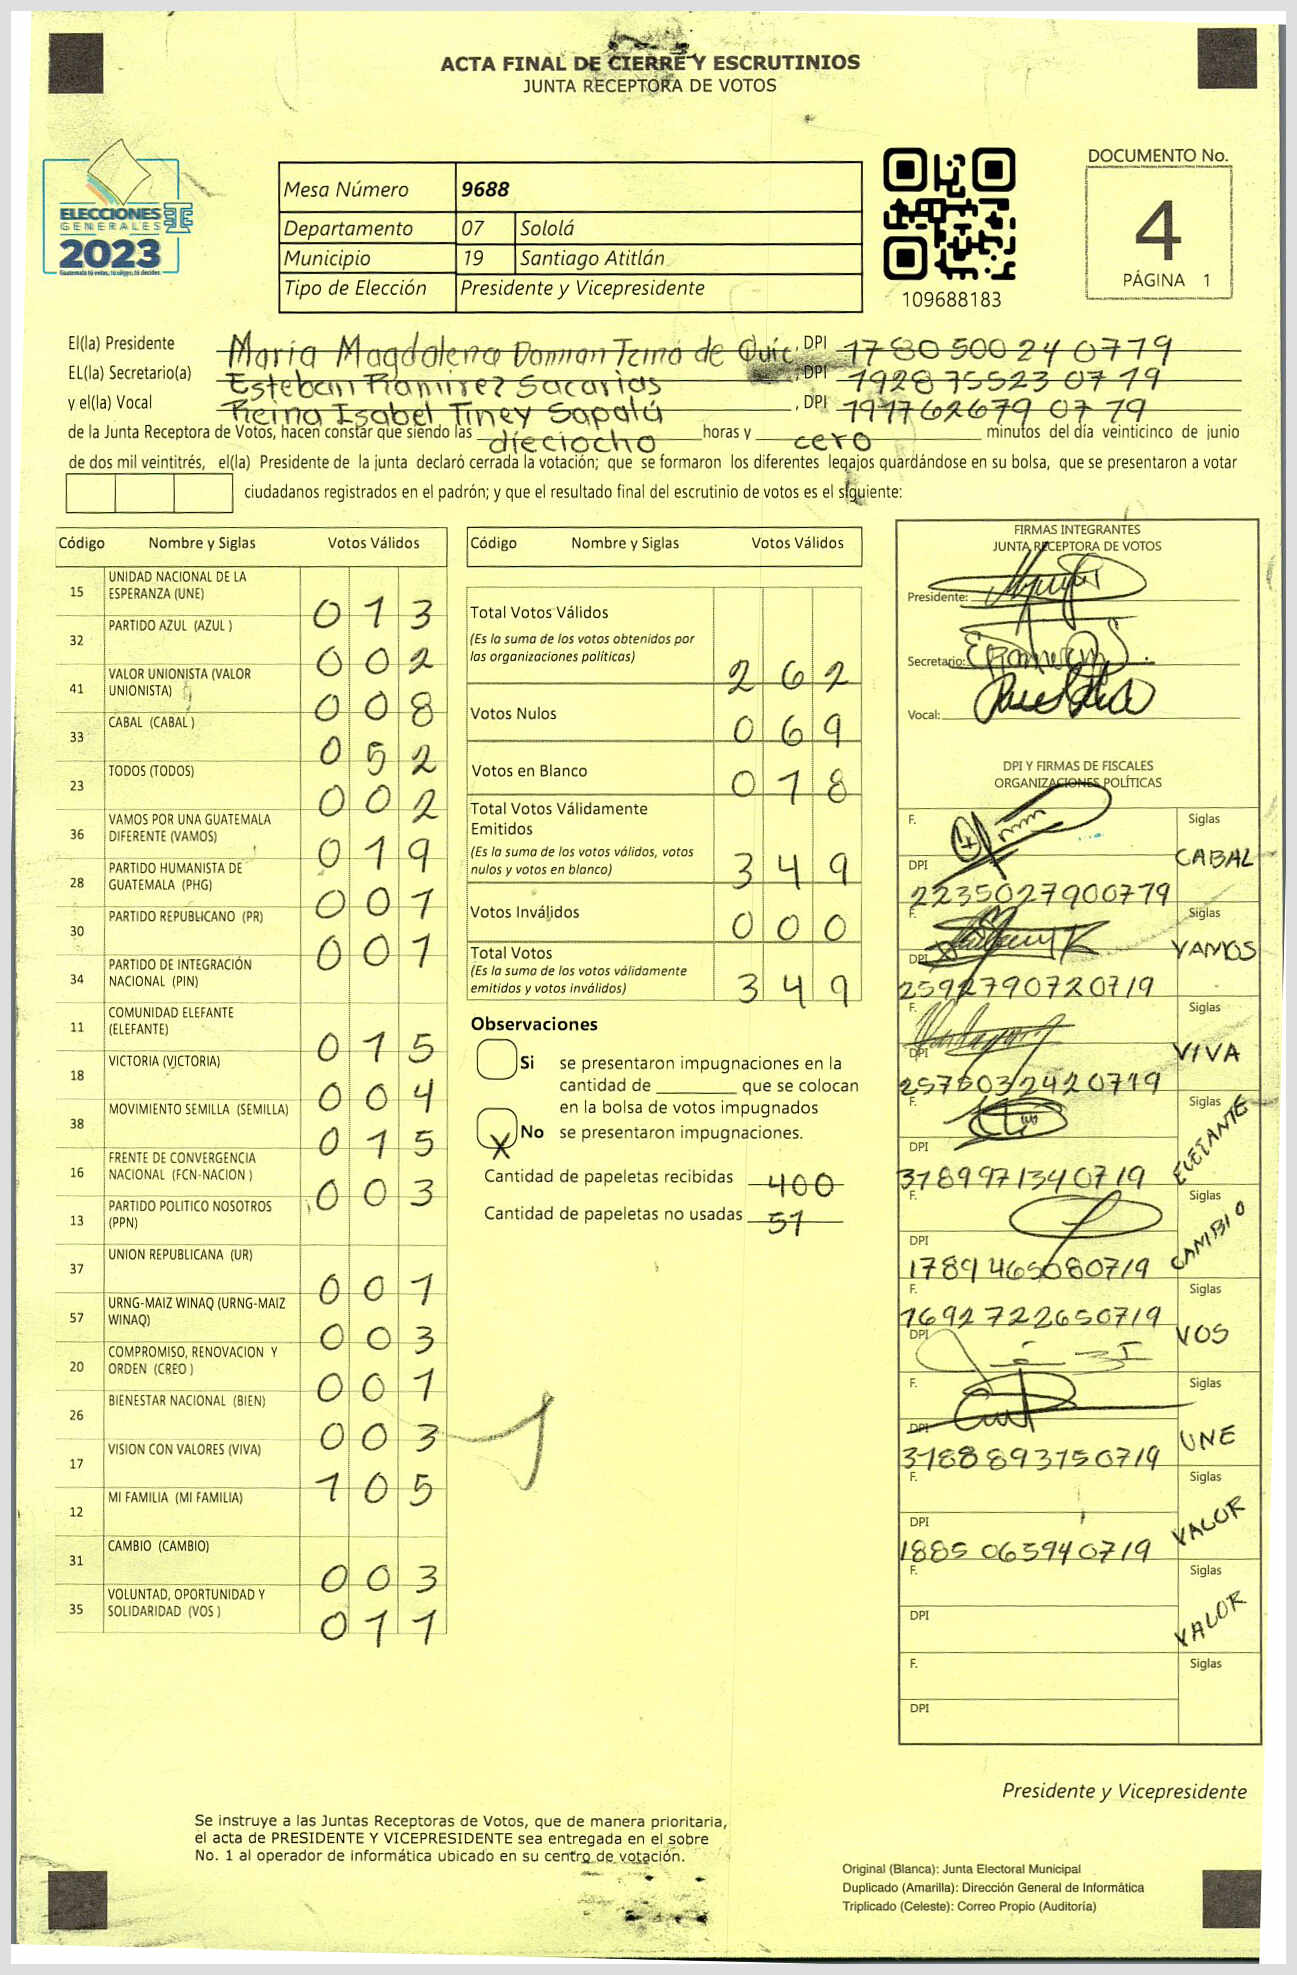 ACTA FINAL DE CIERRE Y ESCRUTINIOS
JUNTA RECEPTORA DE VOTOS
ELECCIONES
GENERALES
2023
Guatemala tú votas, tú eliges, tú decides
Mesa Número 9688
Departamento 07 Sololá
Municipio 19 Santiago Atitlán
Tipo de Elección Presidente y Vicepresidente
109688183
DOCUMENTO No.
4
PÁGINA 1
El(la) Presidente María Magdalena Damian Teina de Quic, DPI 1780500240719
EL(la) Secretario(a) Esteban Ramirez Sacarias, DPI 1928755230719
y el(la) Vocal Reina Isabel Tiney Sapalú, DPI 1977626790719
de la Junta Receptora de Votos, hacen constar que siendo las dieciocho horas y cero minutos del día veinticinco de junio
de dos mil veintitrés, el(la) Presidente de la junta declaró cerrada la votación; que se formaron los diferentes legajos guardándose en su bolsa, que se presentaron a votar
ciudadanos registrados en el padrón; y que el resultado final del escrutinio de votos es el siguiente:
Código Nombre y Siglas Votos Válidos
15 UNIDAD NACIONAL DE LA ESPERANZA (UNE) 013
32 PARTIDO AZUL (AZUL ) 002
41 VALOR UNIONISTA (VALOR UNIONISTA) 008
33 CABAL (CABAL ) 052
23 TODOS (TODOS) 002
36 VAMOS POR UNA GUATEMALA DIFERENTE (VAMOS) 019
28 PARTIDO HUMANISTA DE GUATEMALA (PHG) 001
30 PARTIDO REPUBLICANO (PR) 001
34 PARTIDO DE INTEGRACIÓN NACIONAL (PIN)
11 COMUNIDAD ELEFANTE (ELEFANTE) 015
18 VICTORIA (VICTORIA) 004
38 MOVIMIENTO SEMILLA (SEMILLA) 015
16 FRENTE DE CONVERGENCIA NACIONAL (FCN-NACION ) 003
13 PARTIDO POLITICO NOSOTROS (PPN)
37 UNION REPUBLICANA (UR) 001
57 URNG-MAIZ WINAQ (URNG-MAIZ WINAQ) 003
20 COMPROMISO, RENOVACION Y ORDEN (CREO ) 001
26 BIENESTAR NACIONAL (BIEN) 003
17 VISION CON VALORES (VIVA) 105
12 MI FAMILIA (MI FAMILIA)
31 CAMBIO (CAMBIO) 003
35 VOLUNTAD, OPORTUNIDAD Y SOLIDARIDAD (VOS ) 011
Código Nombre y Siglas Votos Válidos
Total Votos Válidos 262
(Es la suma de los votos obtenidos por
las organizaciones políticas)
Votos Nulos 069
Votos en Blanco 018
Total Votos Válidamente
Emitidos 349
(Es la suma de los votos válidos, votos
nulos y votos en blanco)
Votos Inválidos 000
Total Votos 349
(Es la suma de los votos válidamente
emitidos y votos inválidos)
Observaciones
Si se presentaron impugnaciones en la
cantidad de ________ que se colocan
en la bolsa de votos impugnados
X No se presentaron impugnaciones.
Cantidad de papeletas recibidas 400
Cantidad de papeletas no usadas 51
FIRMAS INTEGRANTES
JUNTA RECEPTORA DE VOTOS
Presidente:
Secretario:
Vocal:
DPI Y FIRMAS DE FISCALES
ORGANIZACIONES POLÍTICAS
F. Siglas CABAL
DPI 2235027900719
F. Siglas VAMOS
DPI 2592790720719
F. Siglas VIVA
DPI 2575032420719
F. Siglas ELEFANTE
DPI 3189971340719
F. Siglas CAMBIO
DPI 1789465080719
F. Siglas VOS
1692722650719
DPI
F. Siglas UNE
DPI 3188893150719
F. Siglas VALOR
DPI 1885065940719
F. Siglas VALOR
DPI
F. Siglas
DPI
Presidente y Vicepresidente
Se instruye a las Juntas Receptoras de Votos, que de manera prioritaria,
el acta de PRESIDENTE Y VICEPRESIDENTE sea entregada en el sobre
No. 1 al operador de informática ubicado en su centro de votación.
Original (Blanca): Junta Electoral Municipal
Duplicado (Amarilla): Dirección General de Informática
Triplicado (Celeste): Correo Propio (Auditoría)